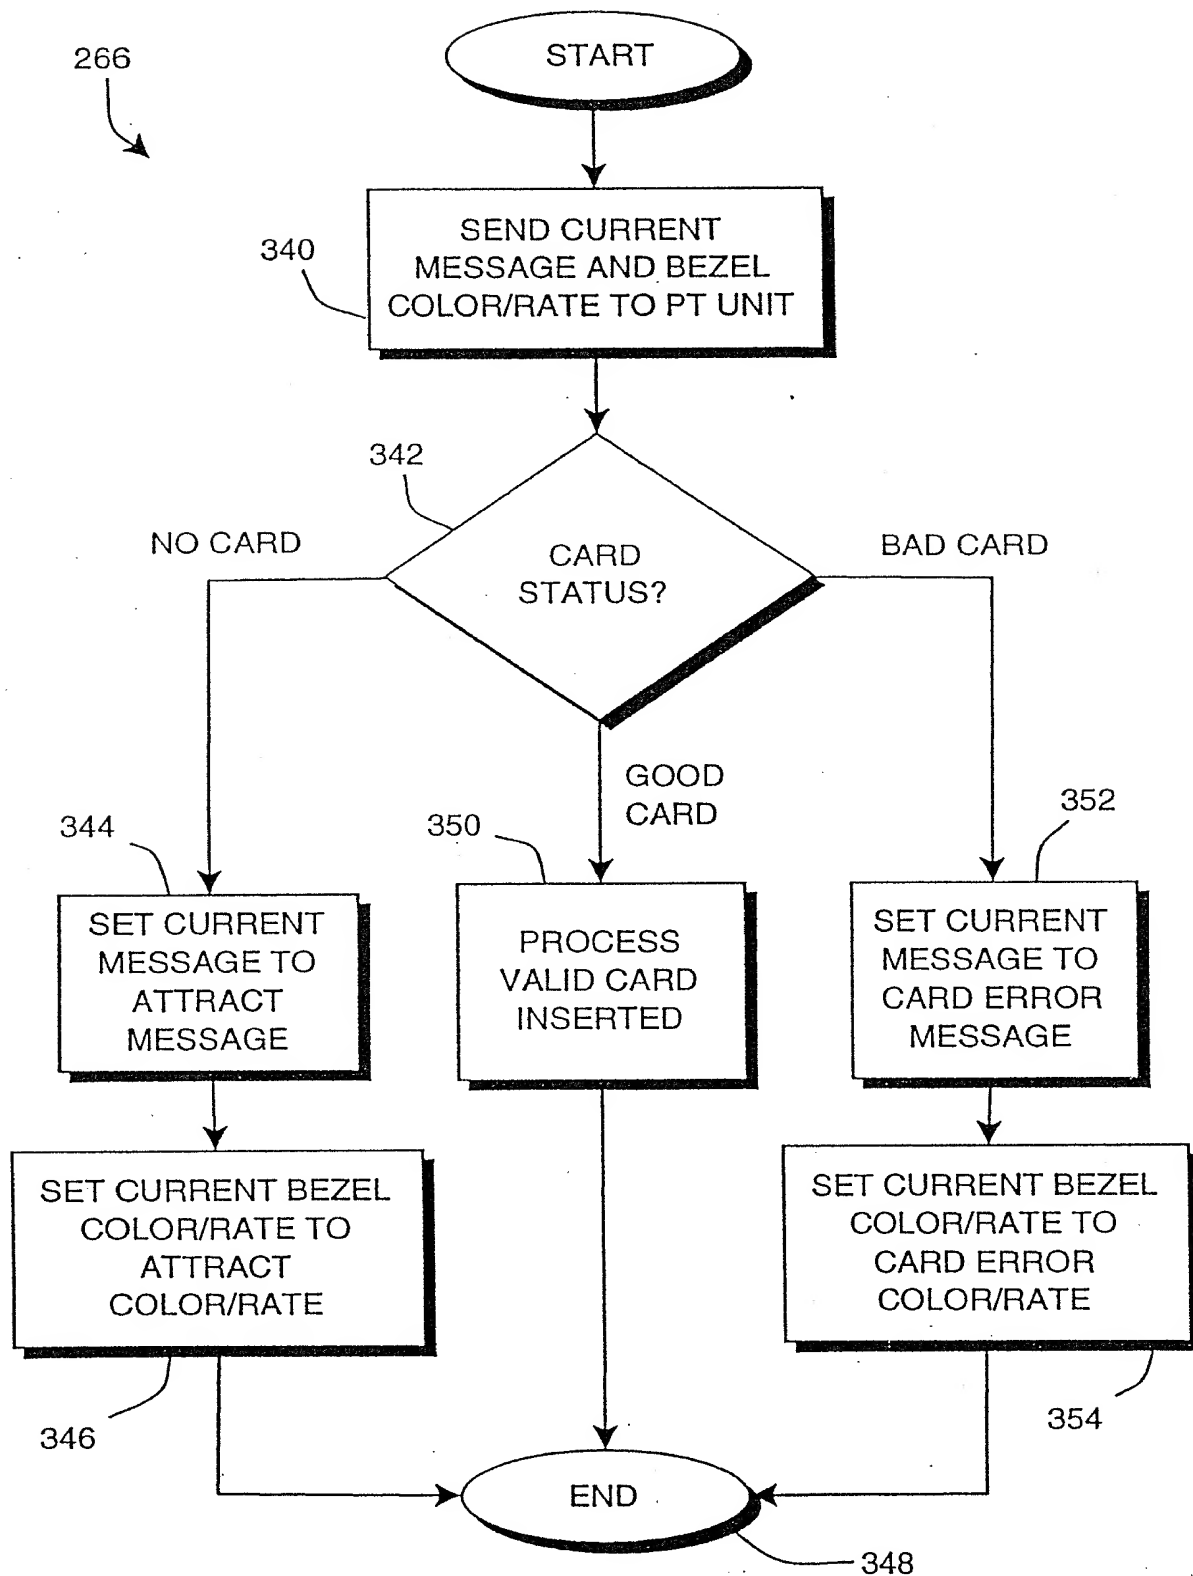 START
266
SEND CURRENT
MESSAGE AND BEZEL
COLOR/RATE TO PT UNIT
340
342
CARD
STATUS?
NO CARD
BAD CARD
GOOD
CARD
344
350
352
SET CURRENT
MESSAGE TO
ATTRACT
MESSAGE
PROCESS
VALID CARD
INSERTED
SET CURRENT
MESSAGE TO
CARD ERROR
MESSAGE
SET CURRENT BEZEL
COLOR/RATE TO
ATTRACT
COLOR/RATE
SET CURRENT BEZEL
COLOR/RATE TO
CARD ERROR
COLOR/RATE
346
354
END
348